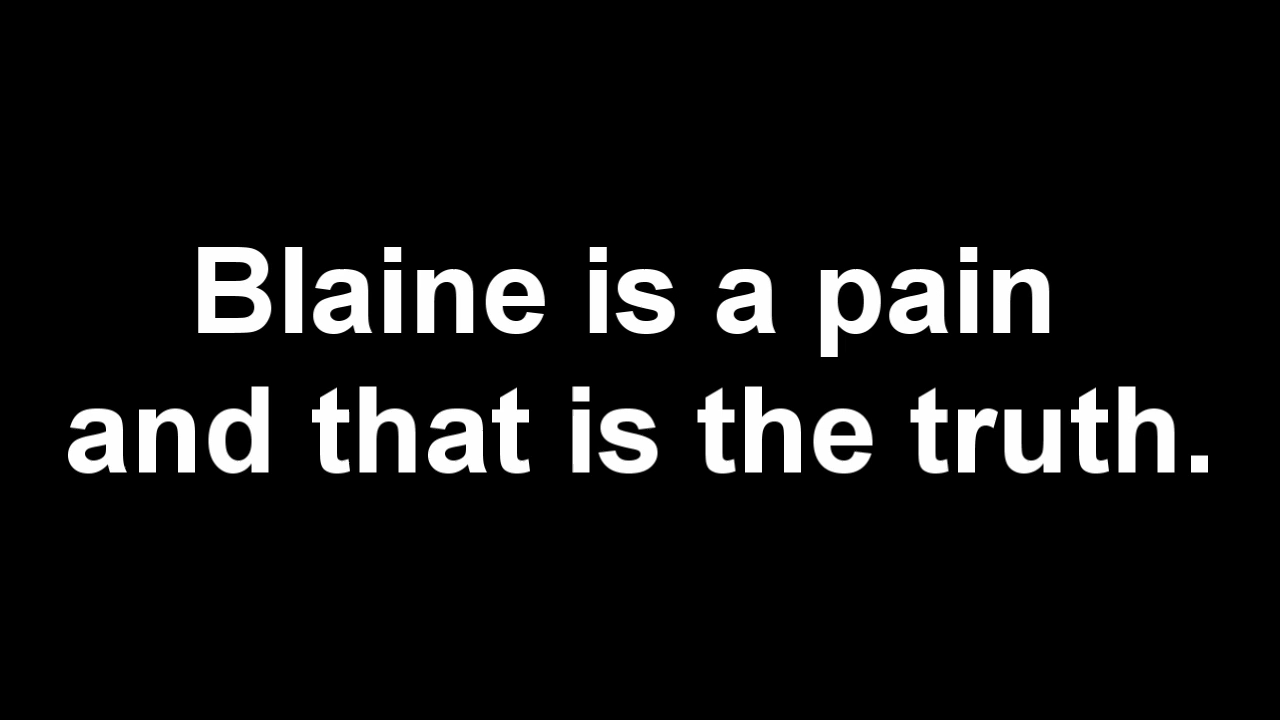 Blaine is a pain
and that is the truth.